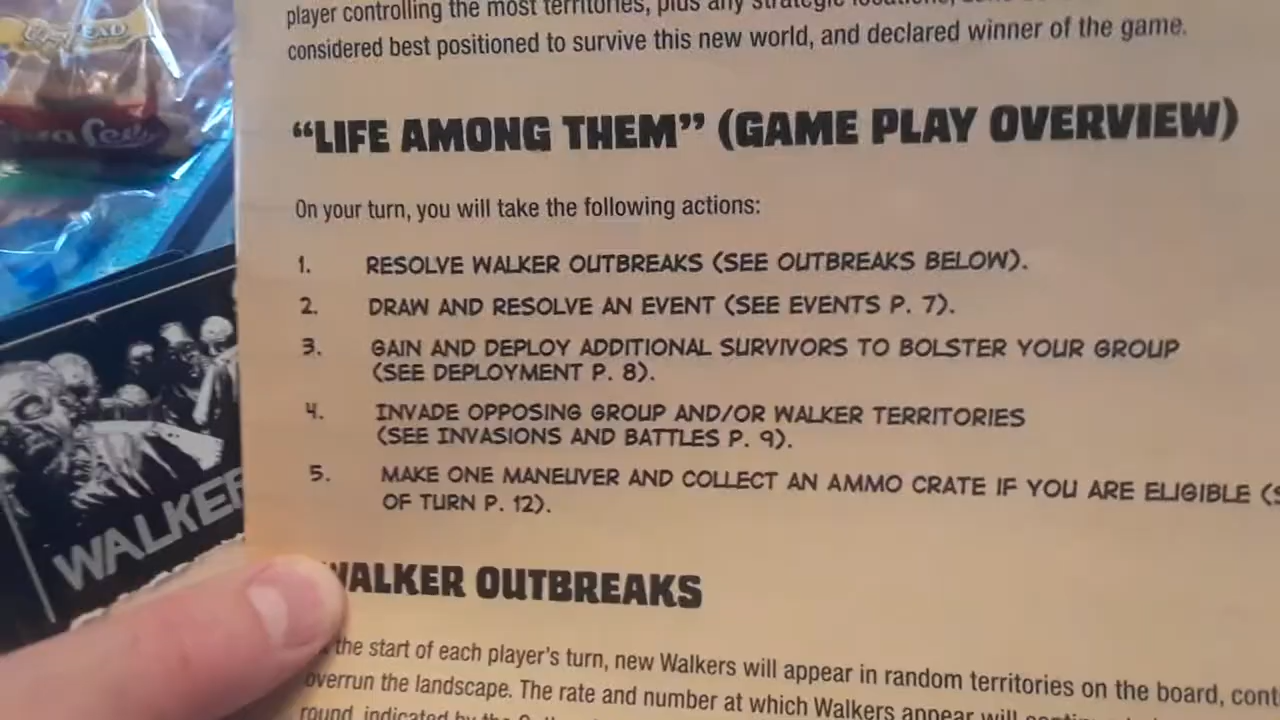 player controlling the most territories, plus any strategic locations,
considered best positioned to survive this new world, and declared winner of the game.
“LIFE AMONG THEM” (GAME PLAY OVERVIEW)
On your turn, you will take the following actions:
1. RESOLVE WALKER OUTBREAKS (SEE OUTBREAKS BELOW).
2. DRAW AND RESOLVE AN EVENT (SEE EVENTS P. 7).
3. GAIN AND DEPLOY ADDITIONAL SURVIVORS TO BOLSTER YOUR GROUP
(SEE DEPLOYMENT P. 8).
4. INVADE OPPOSING GROUP AND/OR WALKER TERRITORIES
(SEE INVASIONS AND BATTLES P. 9).
5. MAKE ONE MANEUVER AND COLLECT AN AMMO CRATE IF YOU ARE ELIGIBLE (S
OF TURN P. 12).
WALKER
WALKER OUTBREAKS
the start of each player's turn, new Walkers will appear in random territories on the board, cont
overrun the landscape. The rate and number at which Walkers appear will
round, indicated by the